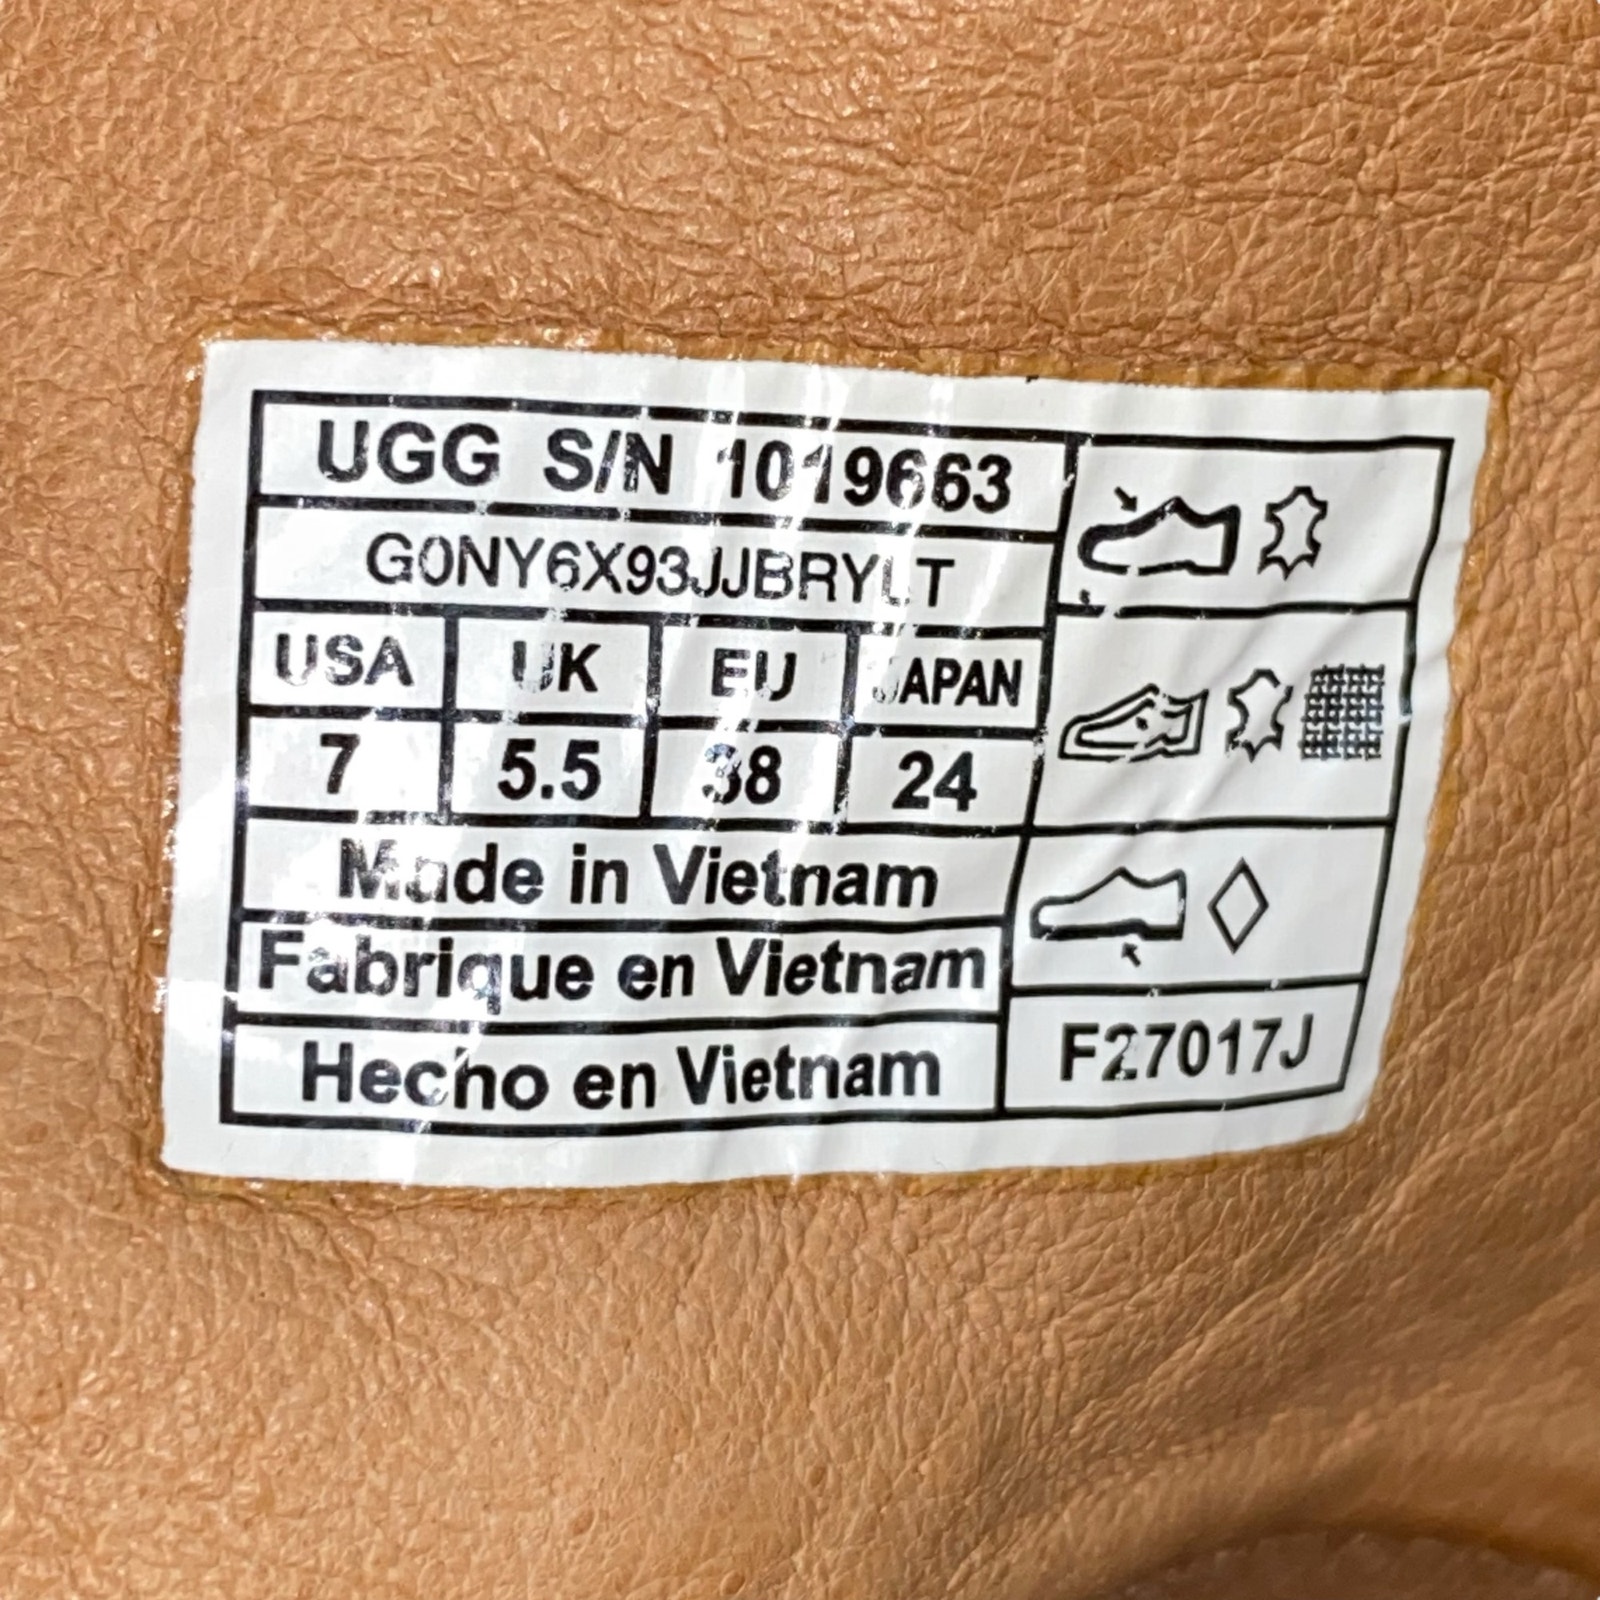 UGG S/N 1019663
G0NY6X93JJBRYLT
USA UK EU JAPAN
7 5.5 38 24
Made in Vietnam
Fabrique en Vietnam
Hecho en Vietnam
F27017J